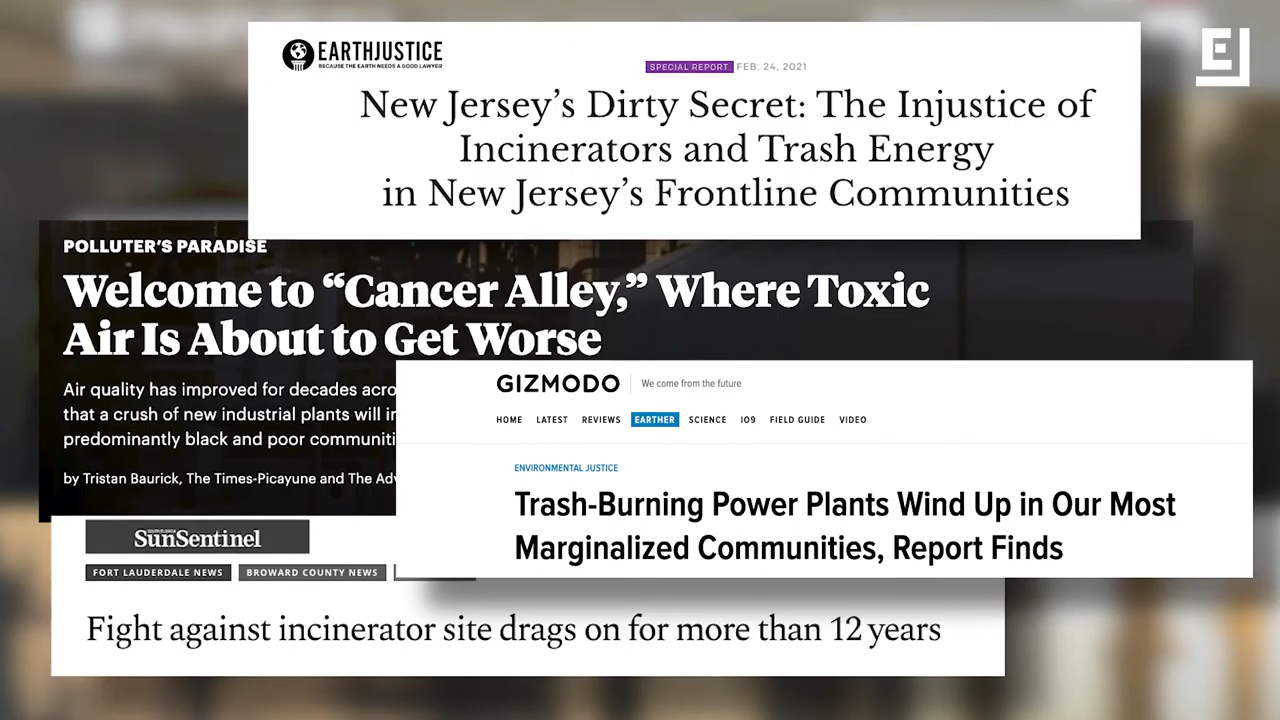 EARTHJUSTICE
BECAUSE THE EARTH NEEDS A GOOD LAWYER
SPECIAL REPORT FEB. 24, 2021
New Jersey’s Dirty Secret: The Injustice of
Incinerators and Trash Energy
in New Jersey’s Frontline Communities
EJ
POLLUTER’S PARADISE
Welcome to “Cancer Alley,” Where Toxic
Air Is About to Get Worse
Air quality has improved for decades acro
that a crush of new industrial plants will in
predominantly black and poor communiti
by Tristan Baurick, The Times-Picayune and The Adv
GIZMODO We come from the future
HOME LATEST REVIEWS EARTHER SCIENCE IO9 FIELD GUIDE VIDEO
ENVIRONMENTAL JUSTICE
Trash-Burning Power Plants Wind Up in Our Most
Marginalized Communities, Report Finds
SunSentinel
FORT LAUDERDALE NEWS BROWARD COUNTY NEWS
Fight against incinerator site drags on for more than 12 years